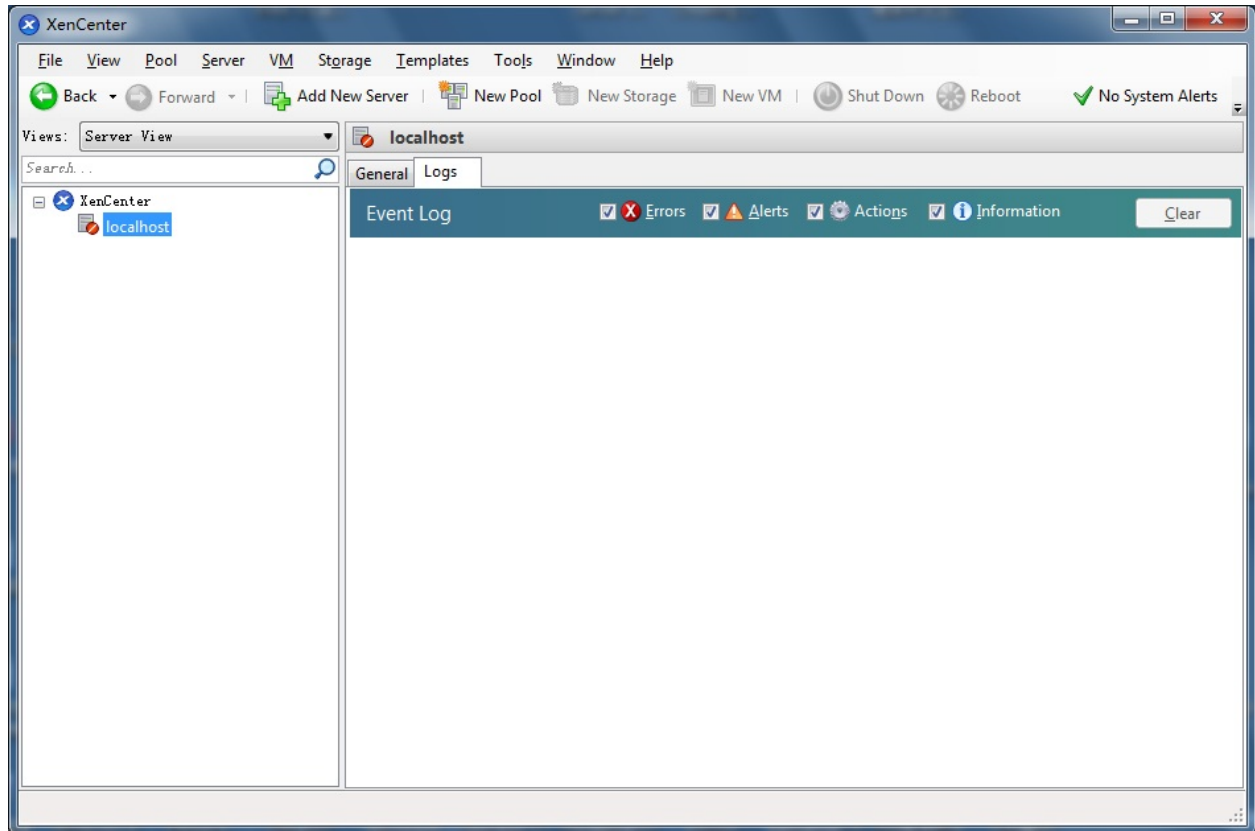 XenCenter
File View Pool Server VM Storage Templates Tools Window Help
Back Forward Add New Server New Pool New Storage New VM Shut Down Reboot No System Alerts
Views: Server View
localhost
Search...
General Logs
XenCenter
localhost
Event Log Errors Alerts Actions Information Clear